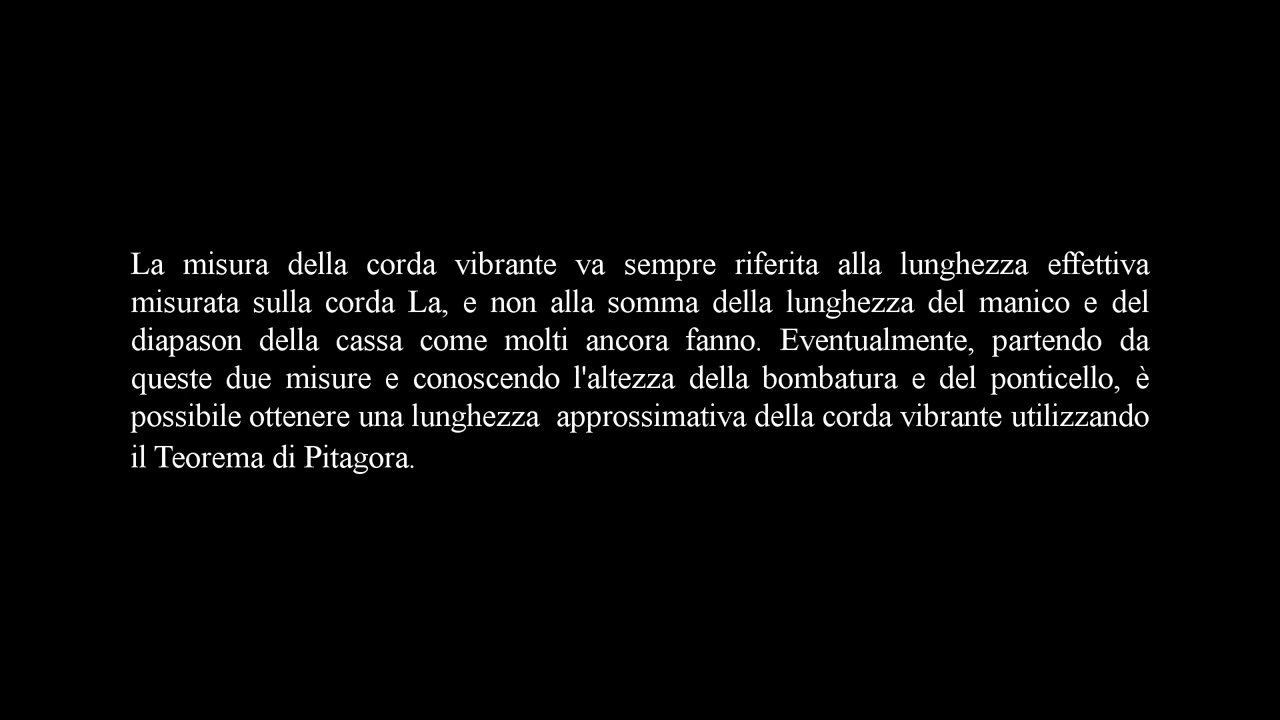 La misura della corda vibrante va sempre riferita alla lunghezza effettiva
misurata sulla corda La, e non alla somma della lunghezza del manico e del
diapason della cassa come molti ancora fanno. Eventualmente, partendo da
queste due misure e conoscendo l'altezza della bombatura e del ponticello, è
possibile ottenere una lunghezza  approssimativa della corda vibrante utilizzando
il Teorema di Pitagora.